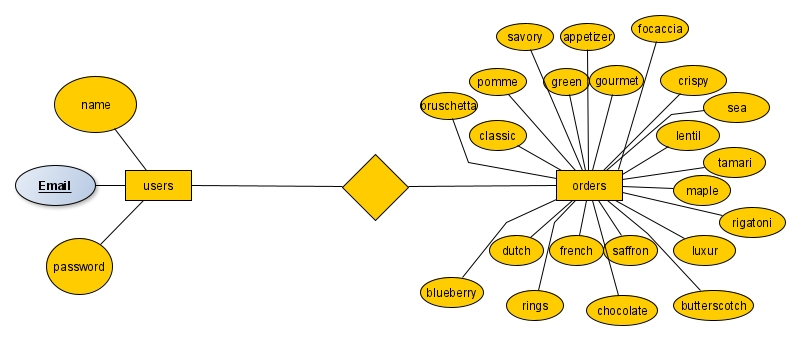 focaccia
savory
appetizer
pomme
green
gourmet
crispy
name
bruschetta
sea
classic
lentil
tamari
Email
users
orders
maple
rigatoni
dutch
french
saffron
luxur
password
blueberry
rings
chocolate
butterscotch